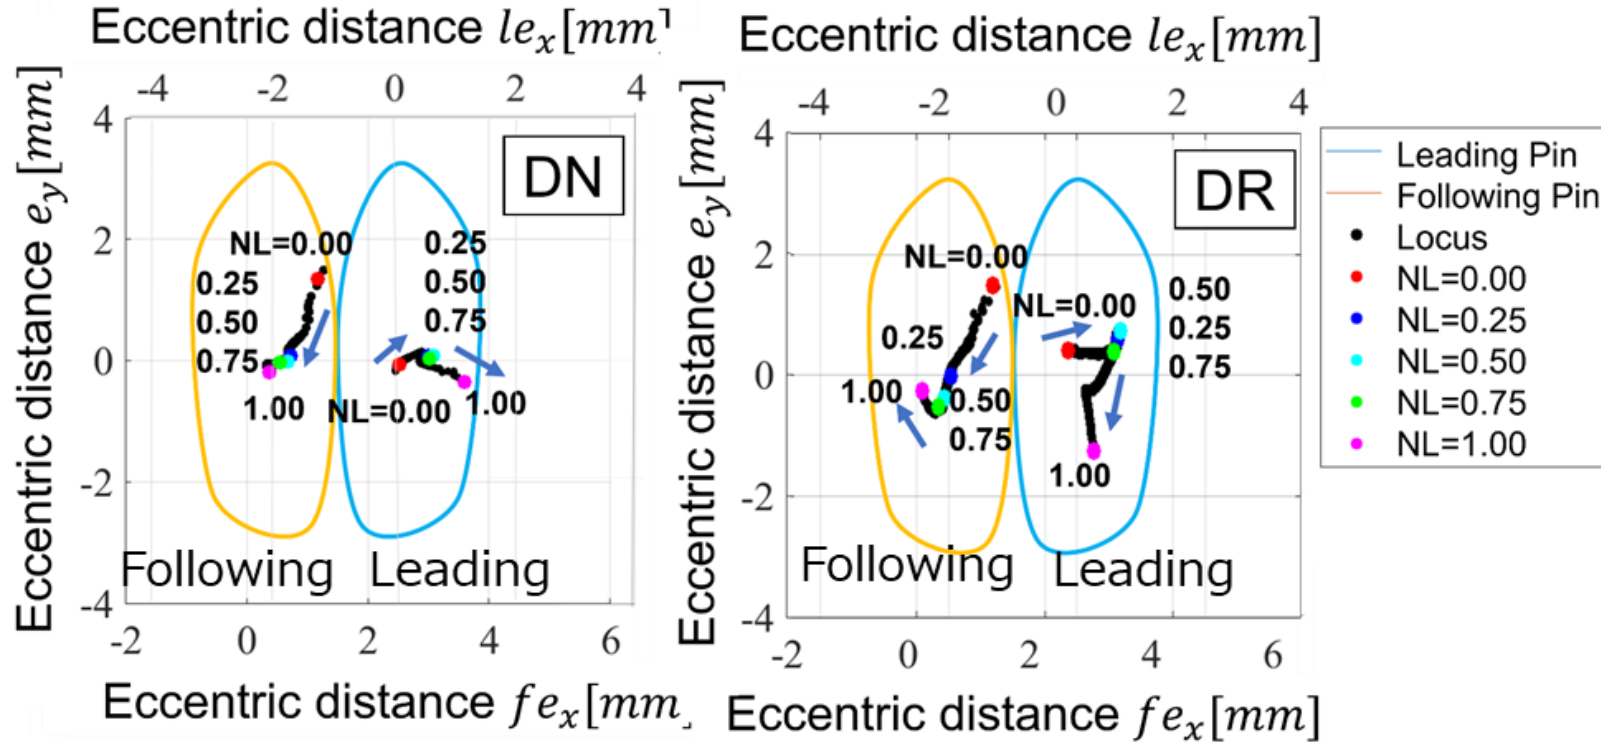 Eccentric distance le_x[mm]
-4 -2 0 2 4
Eccentric distance e_y[mm]
4
2
0
-2
-4
DN
NL=0.00
0.25
0.50
0.75
1.00
0.25
0.50
0.75
NL=0.00
1.00
Following
Leading
-2 0 2 4 6
Eccentric distance fe_x[mm]
Eccentric distance le_x[mm]
-4 -2 0 2 4
Eccentric distance e_y[mm]
4
2
0
-2
-4
DR
NL=0.00
0.25
1.00
0.50
0.75
NL=0.00
0.50
0.25
0.75
1.00
Following
Leading
-2 0 2 4 6
Eccentric distance fe_x[mm]
Leading Pin
Following Pin
Locus
NL=0.00
NL=0.25
NL=0.50
NL=0.75
NL=1.00